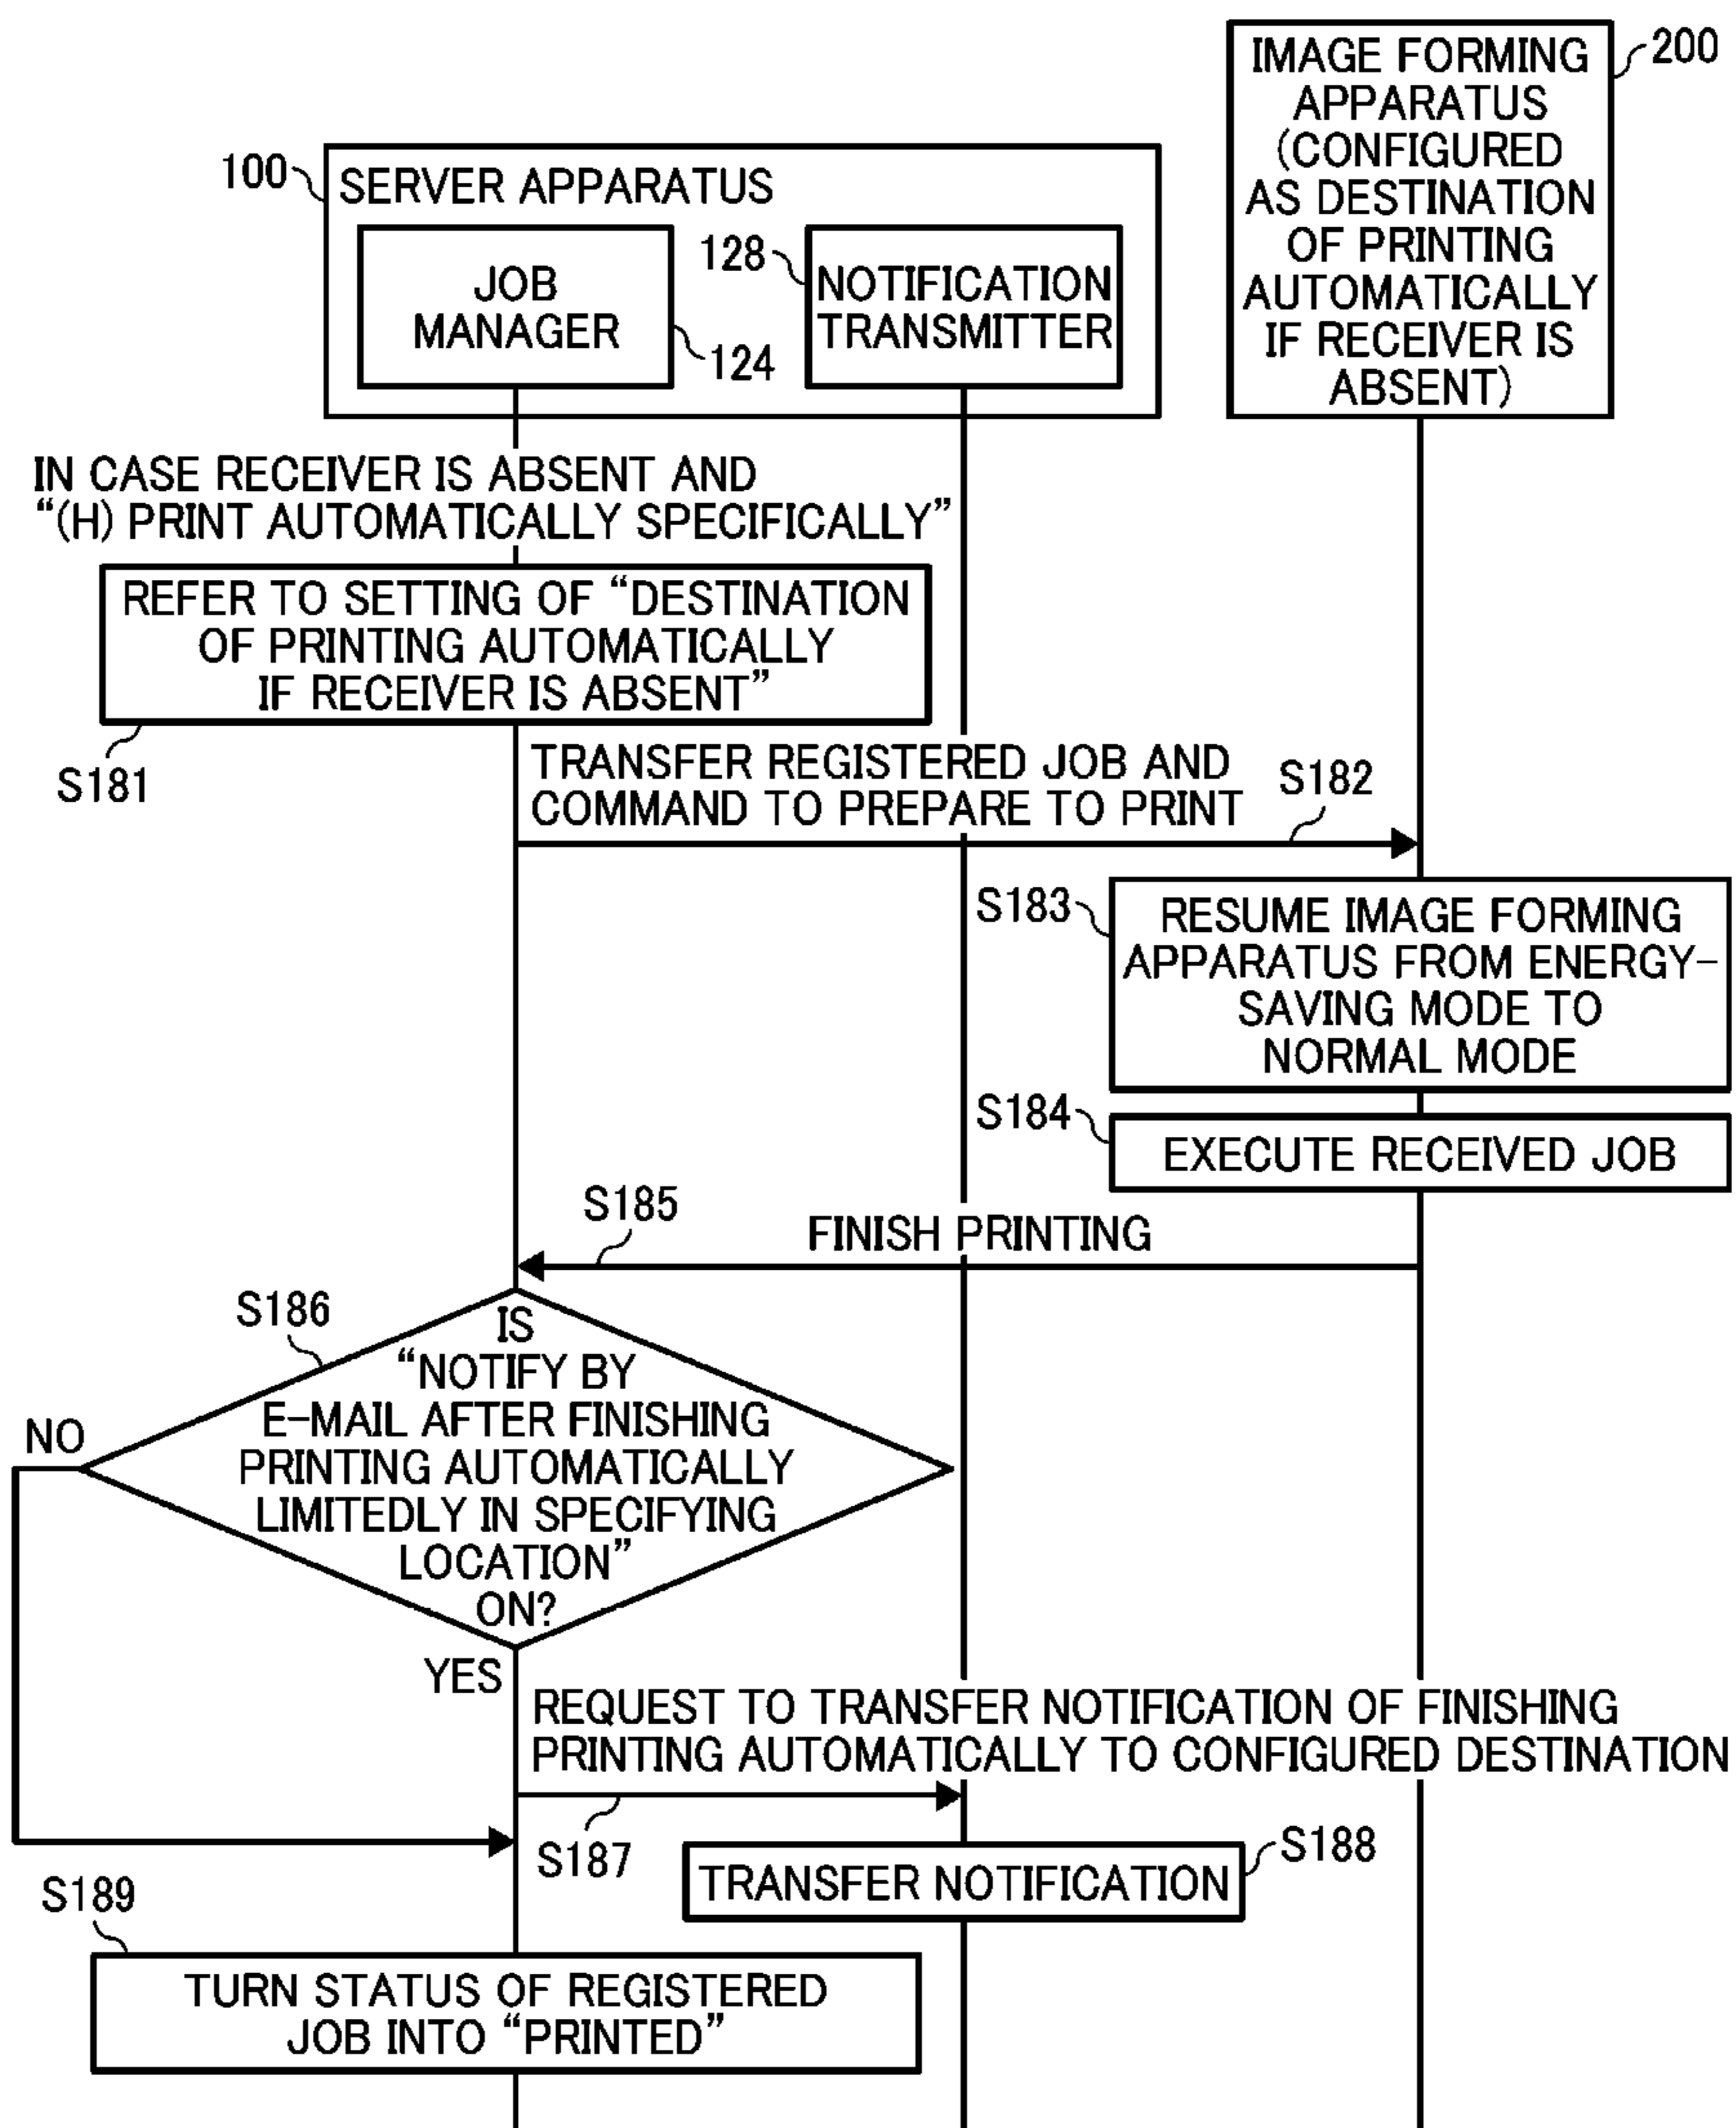 IMAGE FORMING
APPARATUS
(CONFIGURED
AS DESTINATION
OF PRINTING
AUTOMATICALLY
IF RECEIVER IS
ABSENT)
200
100
SERVER APPARATUS
JOB
MANAGER
124
128
NOTIFICATION
TRANSMITTER
IN CASE RECEIVER IS ABSENT AND
“(H) PRINT AUTOMATICALLY SPECIFICALLY”
REFER TO SETTING OF “DESTINATION
OF PRINTING AUTOMATICALLY
IF RECEIVER IS ABSENT”
S181
TRANSFER REGISTERED JOB AND
COMMAND TO PREPARE TO PRINT
S182
S183
RESUME IMAGE FORMING
APPARATUS FROM ENERGY-
SAVING MODE TO
NORMAL MODE
S184
EXECUTE RECEIVED JOB
S185
FINISH PRINTING
S186
IS
“NOTIFY BY
E-MAIL AFTER FINISHING
PRINTING AUTOMATICALLY
LIMITEDLY IN SPECIFYING
LOCATION”
ON?
NO
YES
REQUEST TO TRANSFER NOTIFICATION OF FINISHING
PRINTING AUTOMATICALLY TO CONFIGURED DESTINATION
S187
S188
TRANSFER NOTIFICATION
S189
TURN STATUS OF REGISTERED
JOB INTO “PRINTED”